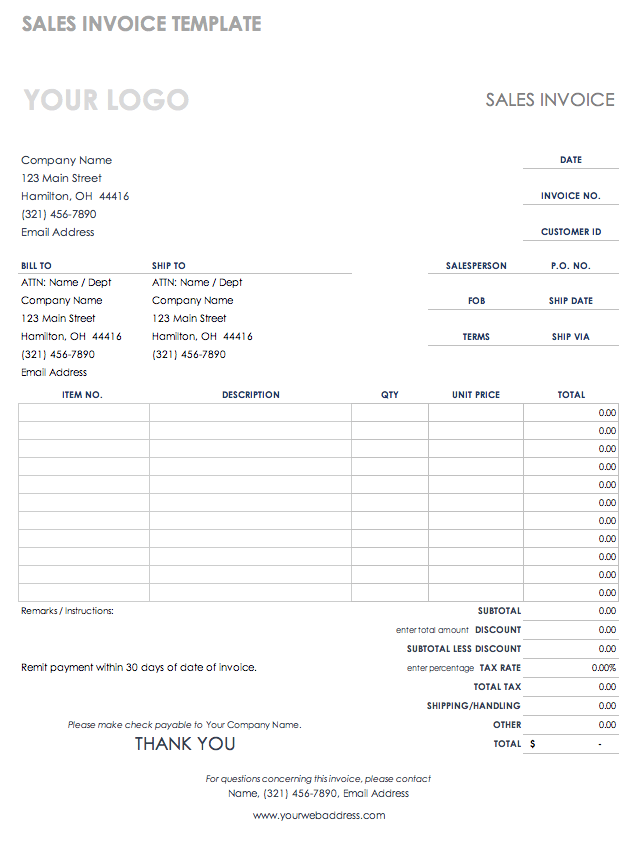 SALES INVOICE TEMPLATE
YOUR LOGO
SALES INVOICE
Company Name
DATE
123 Main Street
Hamilton, OH 44416
INVOICE NO.
(321) 456-7890
Email Address
CUSTOMER ID
BILL TO SHIP TO SALESPERSON P.O. NO.
ATTN: Name / Dept ATTN: Name / Dept
Company Name Company Name FOB SHIP DATE
123 Main Street 123 Main Street
Hamilton, OH 44416 Hamilton, OH 44416 TERMS SHIP VIA
(321) 456-7890 (321) 456-7890
Email Address
ITEM NO. DESCRIPTION QTY UNIT PRICE TOTAL
0.00
0.00
0.00
0.00
0.00
0.00
0.00
0.00
0.00
0.00
0.00
Remarks / Instructions: SUBTOTAL 0.00
enter total amount DISCOUNT 0.00
SUBTOTAL LESS DISCOUNT 0.00
Remit payment within 30 days of date of invoice. enter percentage TAX RATE 0.00%
TOTAL TAX 0.00
SHIPPING/HANDLING 0.00
Please make check payable to Your Company Name. OTHER 0.00
THANK YOU TOTAL $ -
For questions concerning this invoice, please contact
Name, (321) 456-7890, Email Address
www.yourwebaddress.com